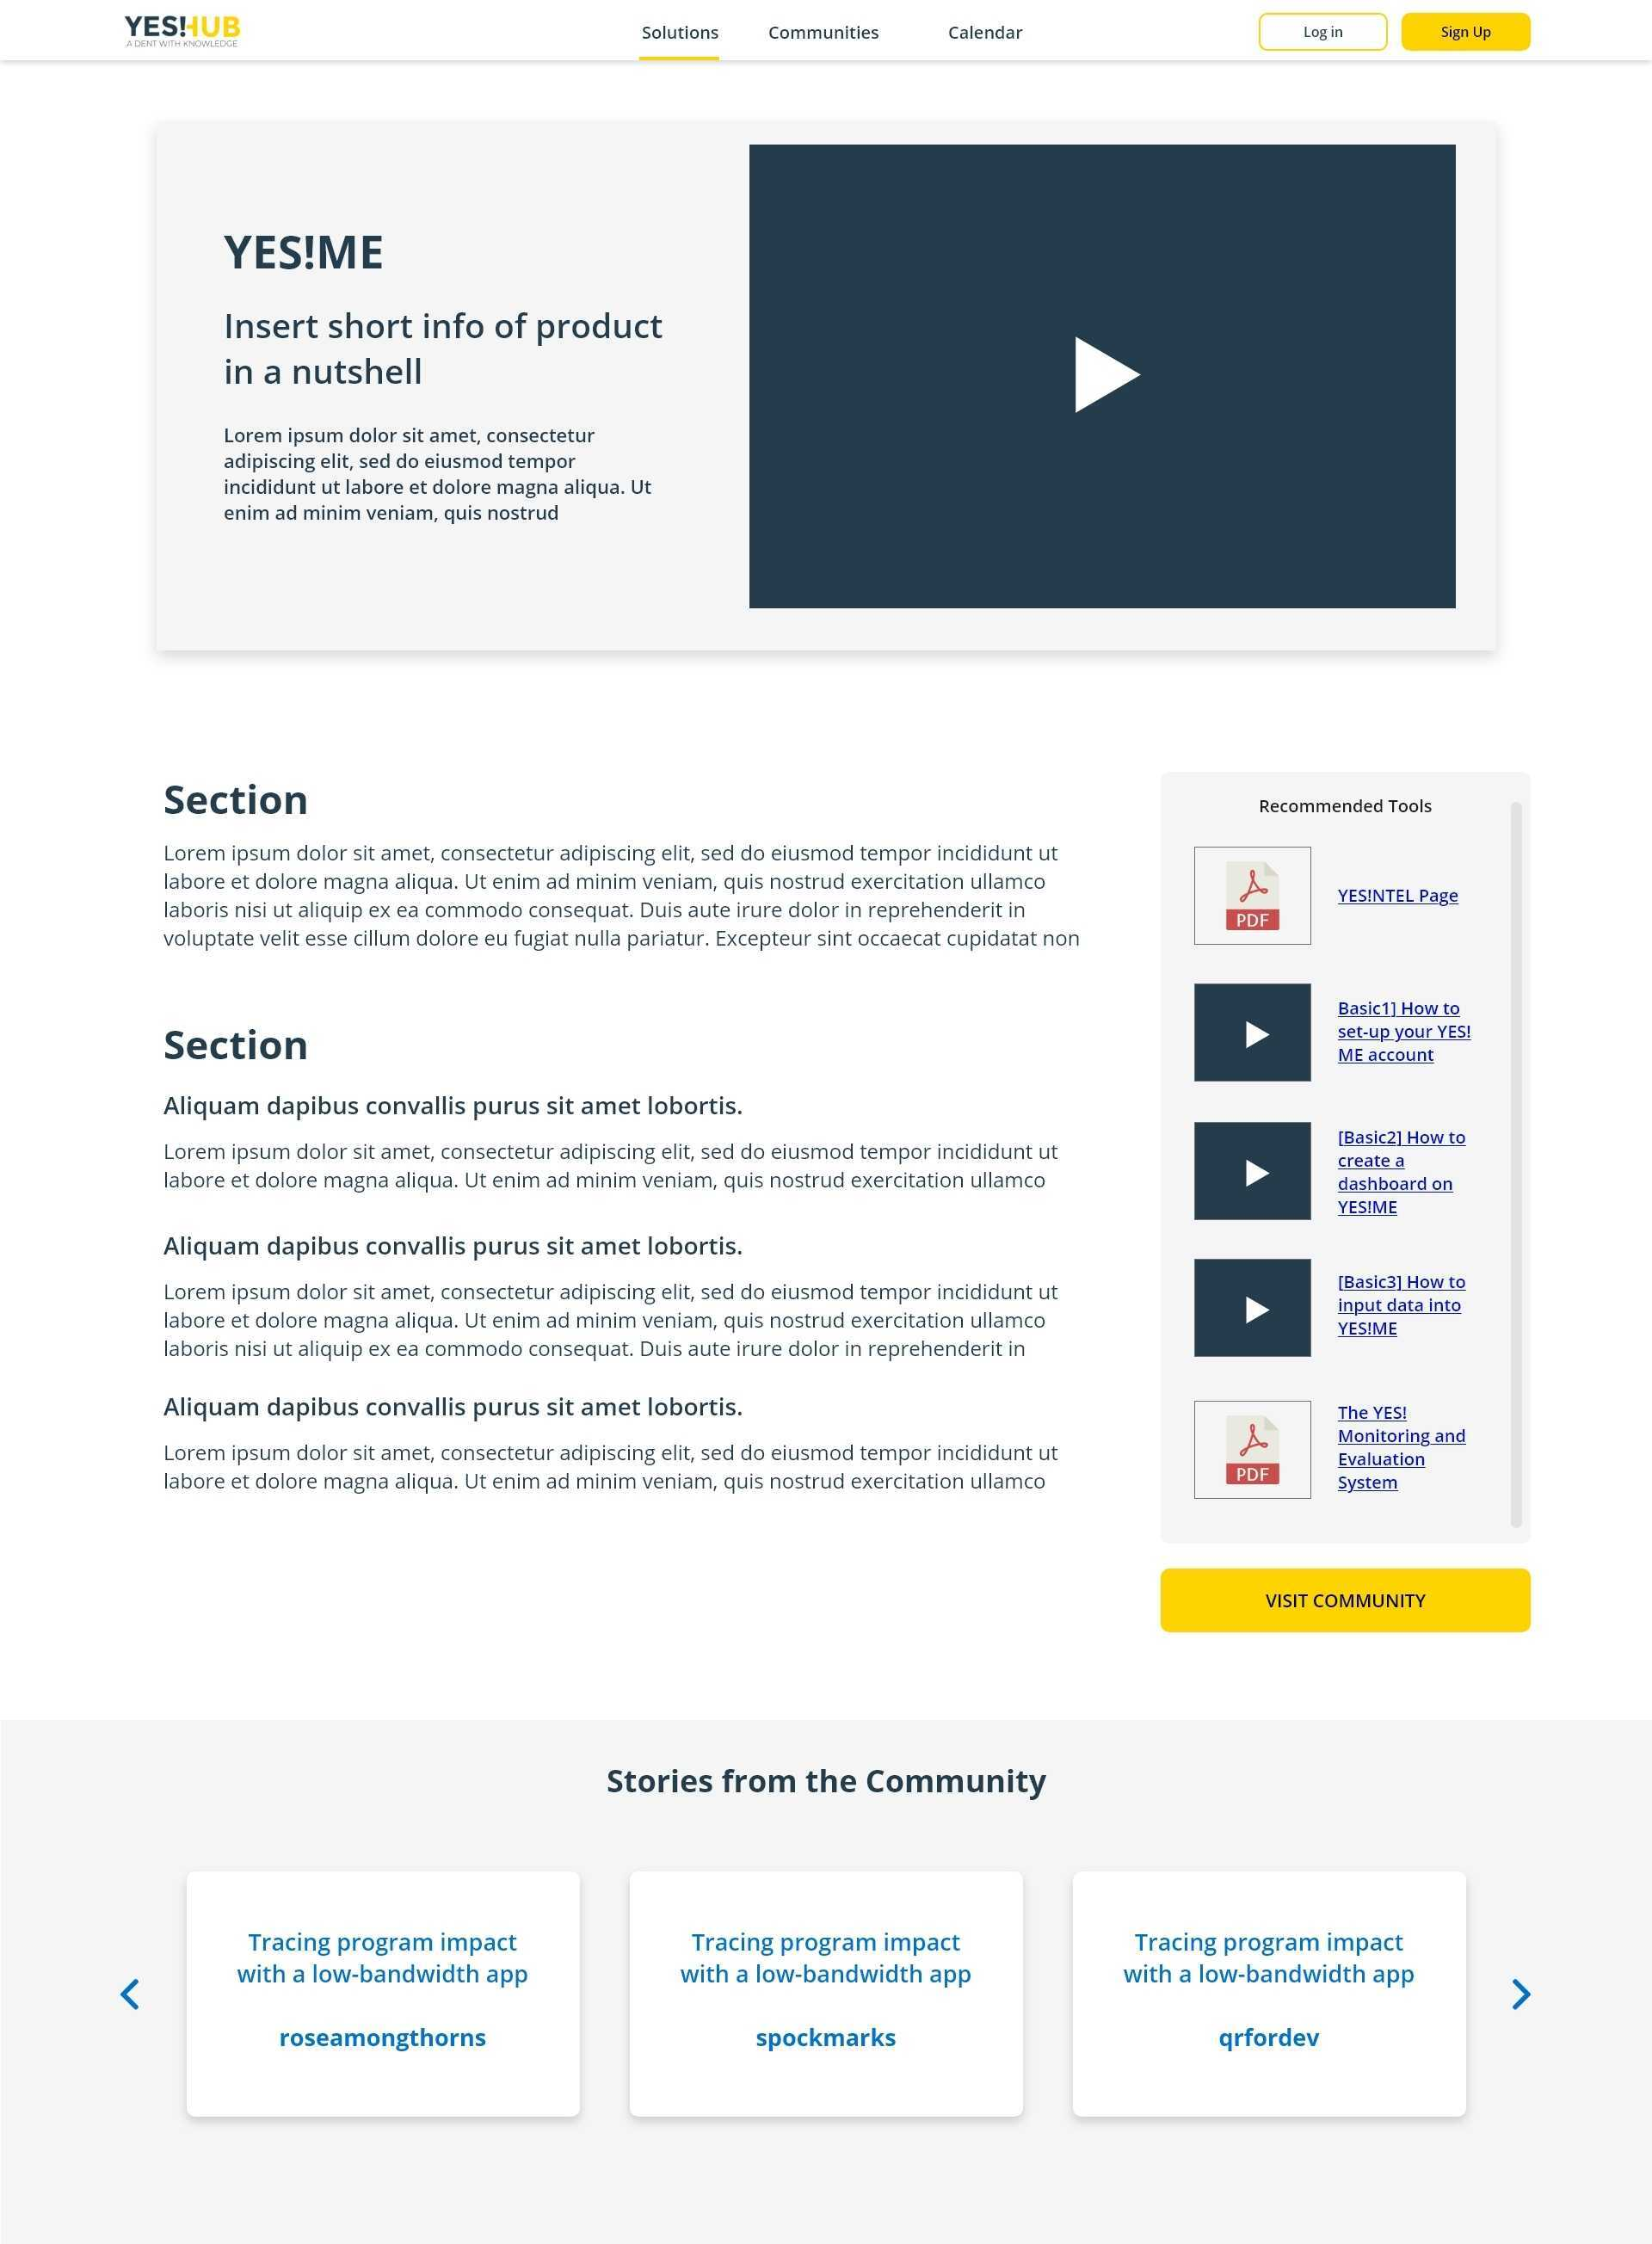 YES!HUB
A DENT WITH KNOWLEDGE
Solutions
Communities
Calendar
Log in
Sign Up
YES!ME
Insert short info of product
in a nutshell
Lorem ipsum dolor sit amet, consectetur
adipiscing elit, sed do eiusmod tempor
incididunt ut labore et dolore magna aliqua. Ut
enim ad minim veniam, quis nostrud
Section
Lorem ipsum dolor sit amet, consectetur adipiscing elit, sed do eiusmod tempor incididunt ut
labore et dolore magna aliqua. Ut enim ad minim veniam, quis nostrud exercitation ullamco
laboris nisi ut aliquip ex ea commodo consequat. Duis aute irure dolor in reprehenderit in
voluptate velit esse cillum dolore eu fugiat nulla pariatur. Excepteur sint occaecat cupidatat non
Section
Aliquam dapibus convallis purus sit amet lobortis.
Lorem ipsum dolor sit amet, consectetur adipiscing elit, sed do eiusmod tempor incididunt ut
labore et dolore magna aliqua. Ut enim ad minim veniam, quis nostrud exercitation ullamco
Aliquam dapibus convallis purus sit amet lobortis.
Lorem ipsum dolor sit amet, consectetur adipiscing elit, sed do eiusmod tempor incididunt ut
labore et dolore magna aliqua. Ut enim ad minim veniam, quis nostrud exercitation ullamco
laboris nisi ut aliquip ex ea commodo consequat. Duis aute irure dolor in reprehenderit in
Aliquam dapibus convallis purus sit amet lobortis.
Lorem ipsum dolor sit amet, consectetur adipiscing elit, sed do eiusmod tempor incididunt ut
labore et dolore magna aliqua. Ut enim ad minim veniam, quis nostrud exercitation ullamco
Recommended Tools
PDF
YES!NTEL Page
Basic1] How to
set-up your YES!
ME account
[Basic2] How to
create a
dashboard on
YES!ME
[Basic3] How to
input data into
YES!ME
PDF
The YES!
Monitoring and
Evaluation
System
VISIT COMMUNITY
Stories from the Community
Tracing program impact
with a low-bandwidth app
roseamongthorns
Tracing program impact
with a low-bandwidth app
spockmarks
Tracing program impact
with a low-bandwidth app
qrfordev